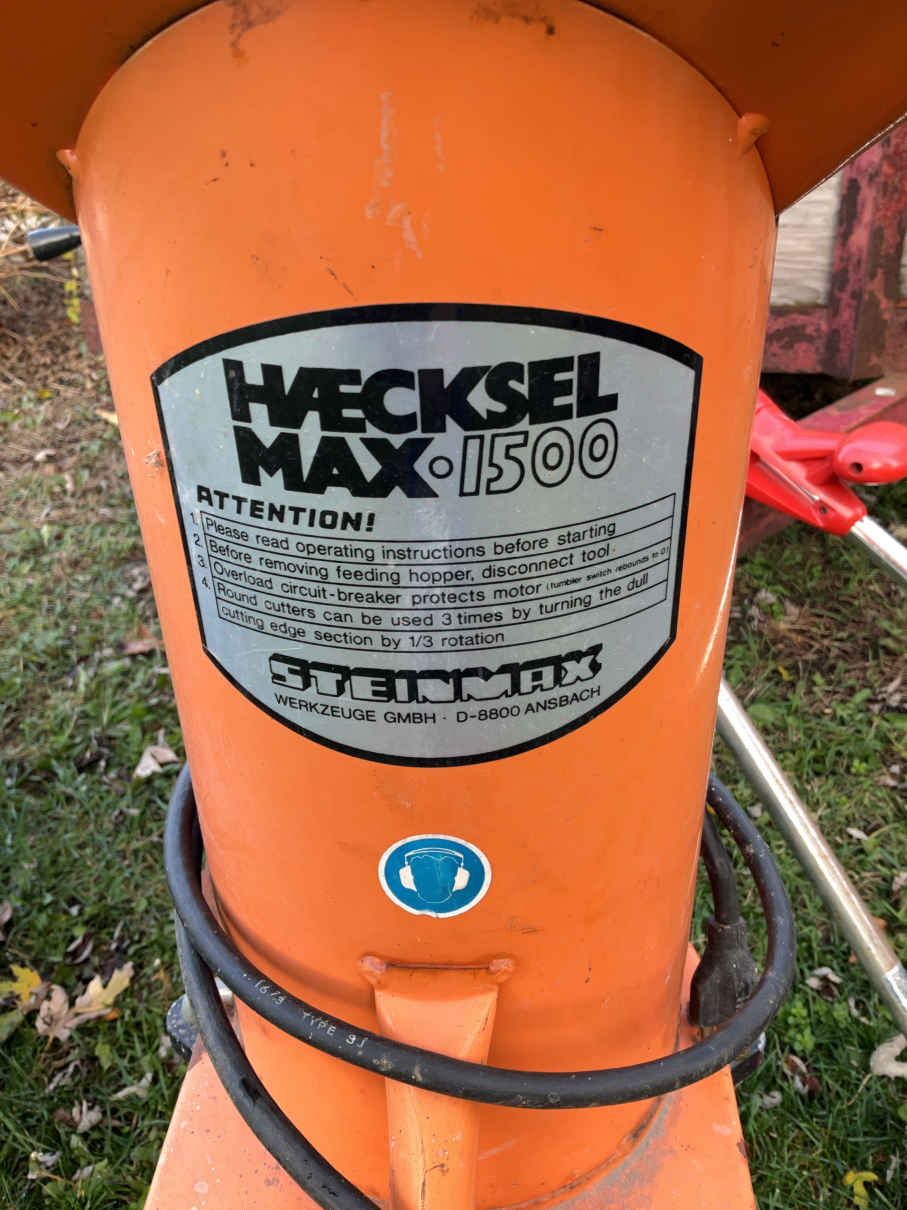 HÆCKSEL
MAX·1500
ATTENTION!
1. Please read operating instructions before starting
2. Before removing feeding hopper, disconnect tool.
3. Overload circuit-breaker protects motor (tumbler switch rebounds to 0)
4. Round cutters can be used 3 times by turning the dull
cutting edge section by 1/3 rotation
STEINMAX
WERKZEUGE GMBH · D-8800 ANSBACH
TYPE SJ